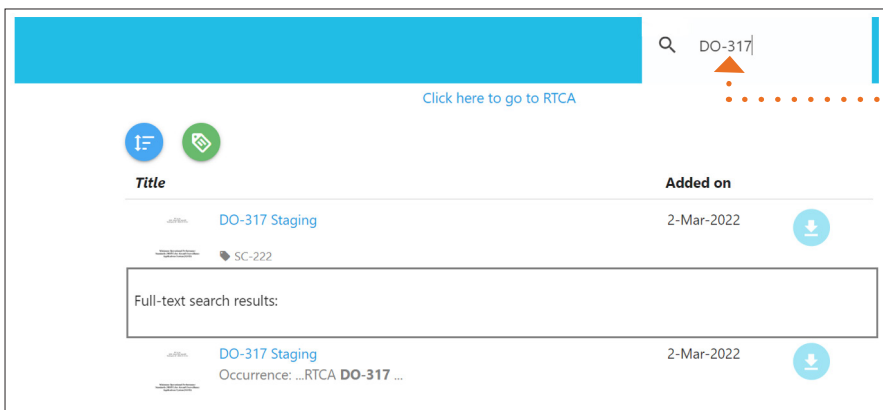 DO-317
Click here to go to RTCA
Title Added on
DO-317 Staging 2-Mar-2022
SC-222
Full-text search results:
DO-317 Staging 2-Mar-2022
Occurrence: ...RTCA DO-317 ...